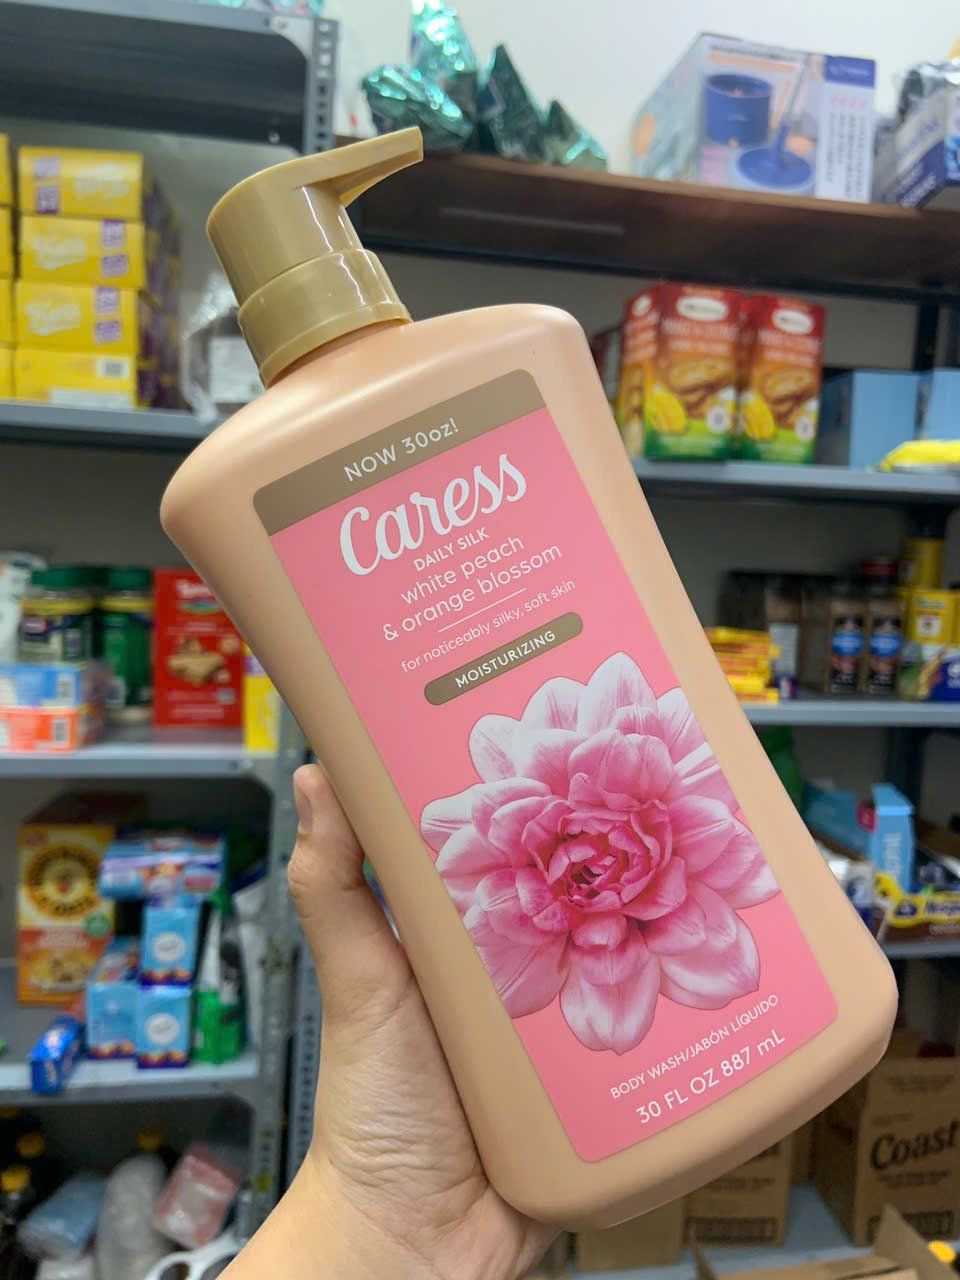 NOW 30oz!
Caress
DAILY SILK
white peach
& orange blossom
for noticeably silky, soft skin
MOISTURIZING
BODY WASH/JABÓN LÍQUIDO
30 FL OZ 887 mL
Coast